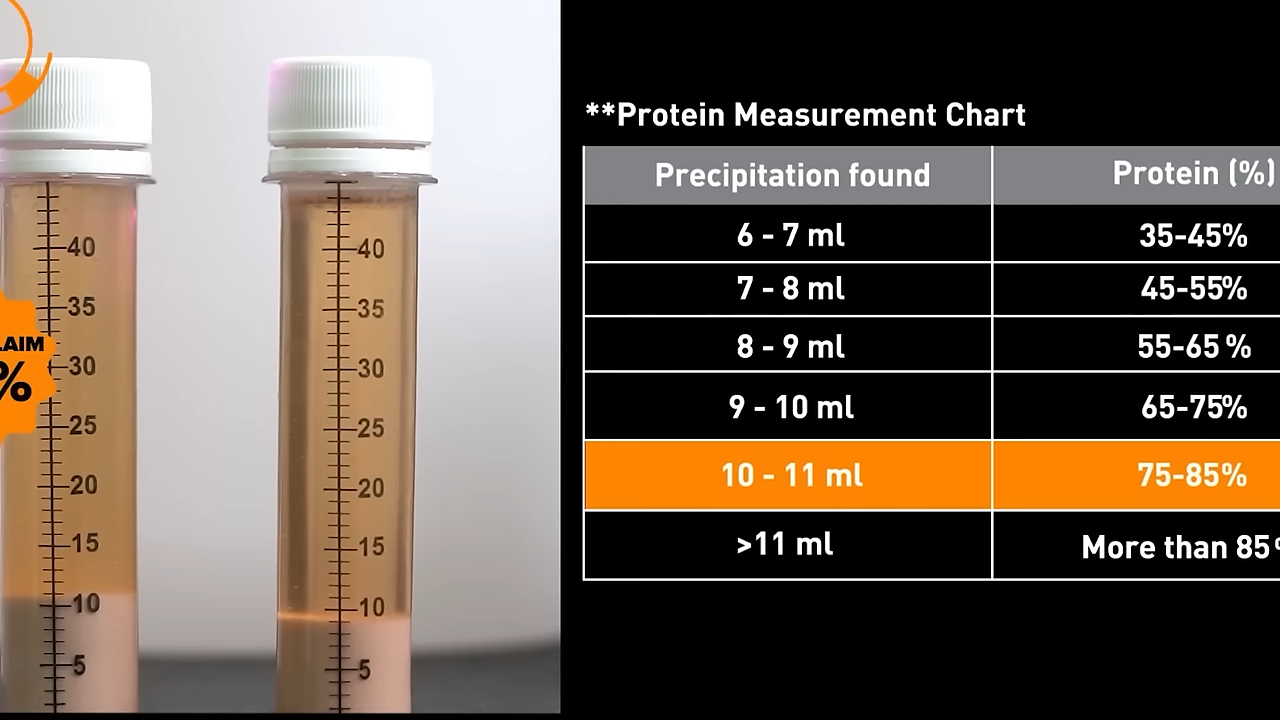 40
35
30
25
20
15
10
5
LAIM
%
40
35
30
25
20
15
10
5
**Protein Measurement Chart
Precipitation found Protein (%)
6 - 7 ml 35-45%
7 - 8 ml 45-55%
8 - 9 ml 55-65 %
9 - 10 ml 65-75%
10 - 11 ml 75-85%
>11 ml More than 85